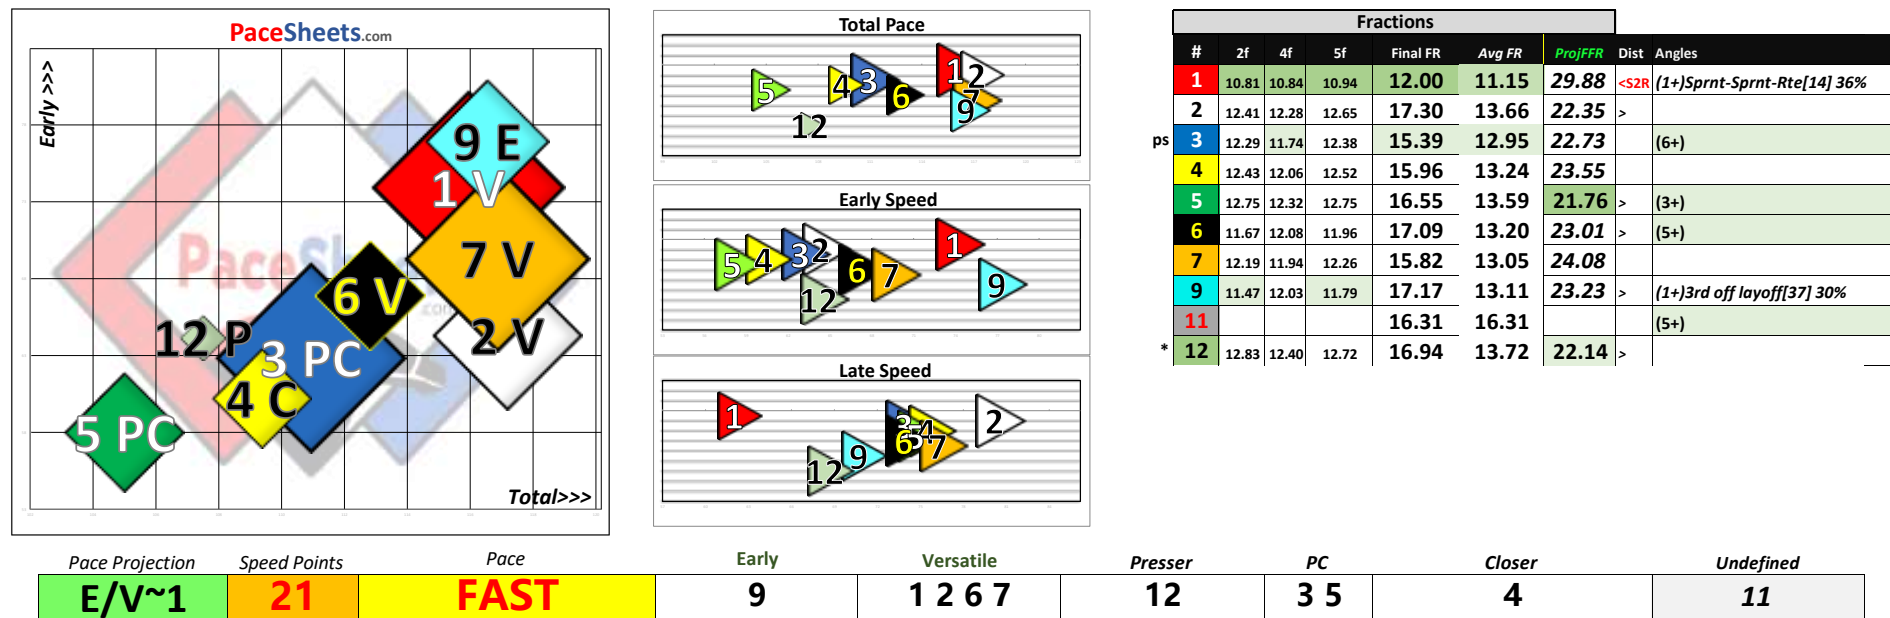 PaceSheets.com
Early >>>
9 E
1 V
7 V
6 V
2 V
12 P
3 PC
4 C
5 PC
Total>>>
Total Pace
5 4 3 6 1 2 7 9 12
Early Speed
5 4 3 2 12 6 7 1 9
Late Speed
1 12 9 3 6 5 4 7 2
Fractions
# 2f 4f 5f Final FR Avg FR ProjFFR Dist Angles
1 10.81 10.84 10.94 12.00 11.15 29.88 <S2R (1+)Sprnt-Sprnt-Rte[14] 36%
2 12.41 12.28 12.65 17.30 13.66 22.35 >
ps 3 12.29 11.74 12.38 15.39 12.95 22.73 (6+)
4 12.43 12.06 12.52 15.96 13.24 23.55
5 12.75 12.32 12.75 16.55 13.59 21.76 > (3+)
6 11.67 12.08 11.96 17.09 13.20 23.01 > (5+)
7 12.19 11.94 12.26 15.82 13.05 24.08
9 11.47 12.03 11.79 17.17 13.11 23.23 > (1+)3rd off layoff[37] 30%
11 16.31 16.31 (5+)
* 12 12.83 12.40 12.72 16.94 13.72 22.14 >
Pace Projection Speed Points Pace Early Versatile Presser PC Closer Undefined
E/V~1 21 FAST 9 1 2 6 7 12 3 5 4 11